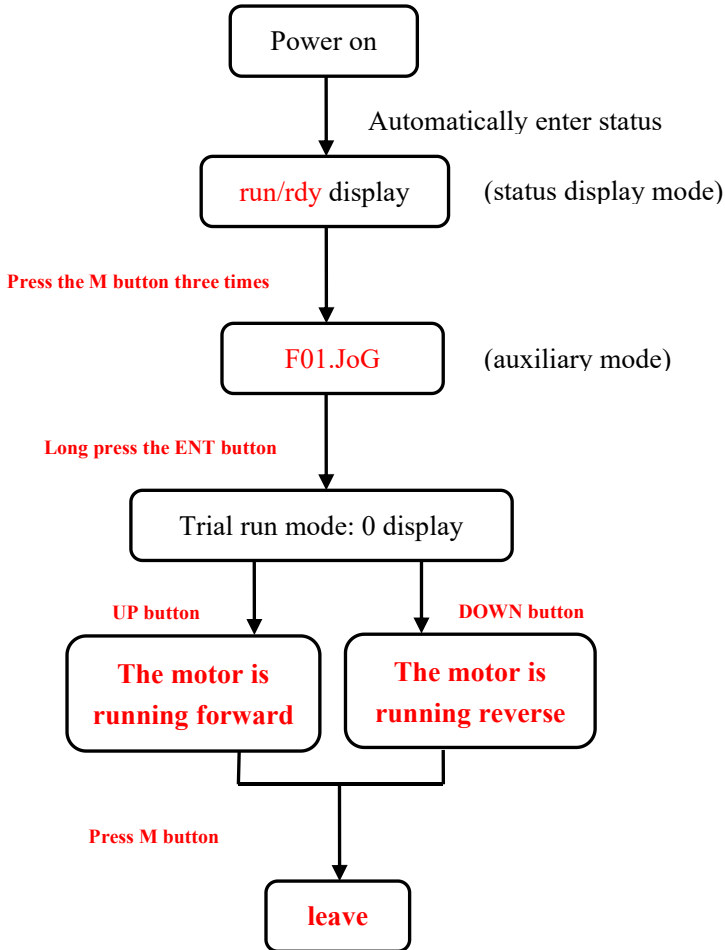 Power on
Automatically enter status
run/rdy display
(status display mode)
Press the M button three times
F01.JoG
(auxiliary mode)
Long press the ENT button
Trial run mode: 0 display
UP button
DOWN button
The motor is
running forward
The motor is
running reverse
Press M button
leave